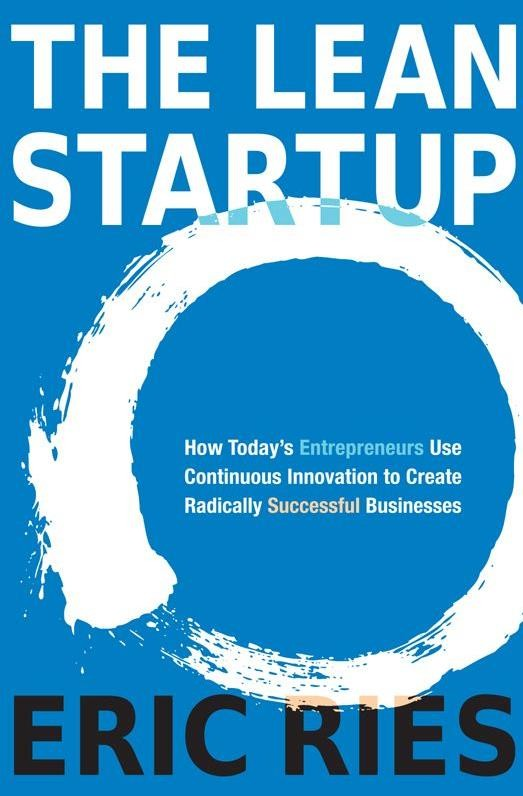 THE LEAN
STARTUP
How Today's Entrepreneurs Use
Continuous Innovation to Create
Radically Successful Businesses
ERIC RIES